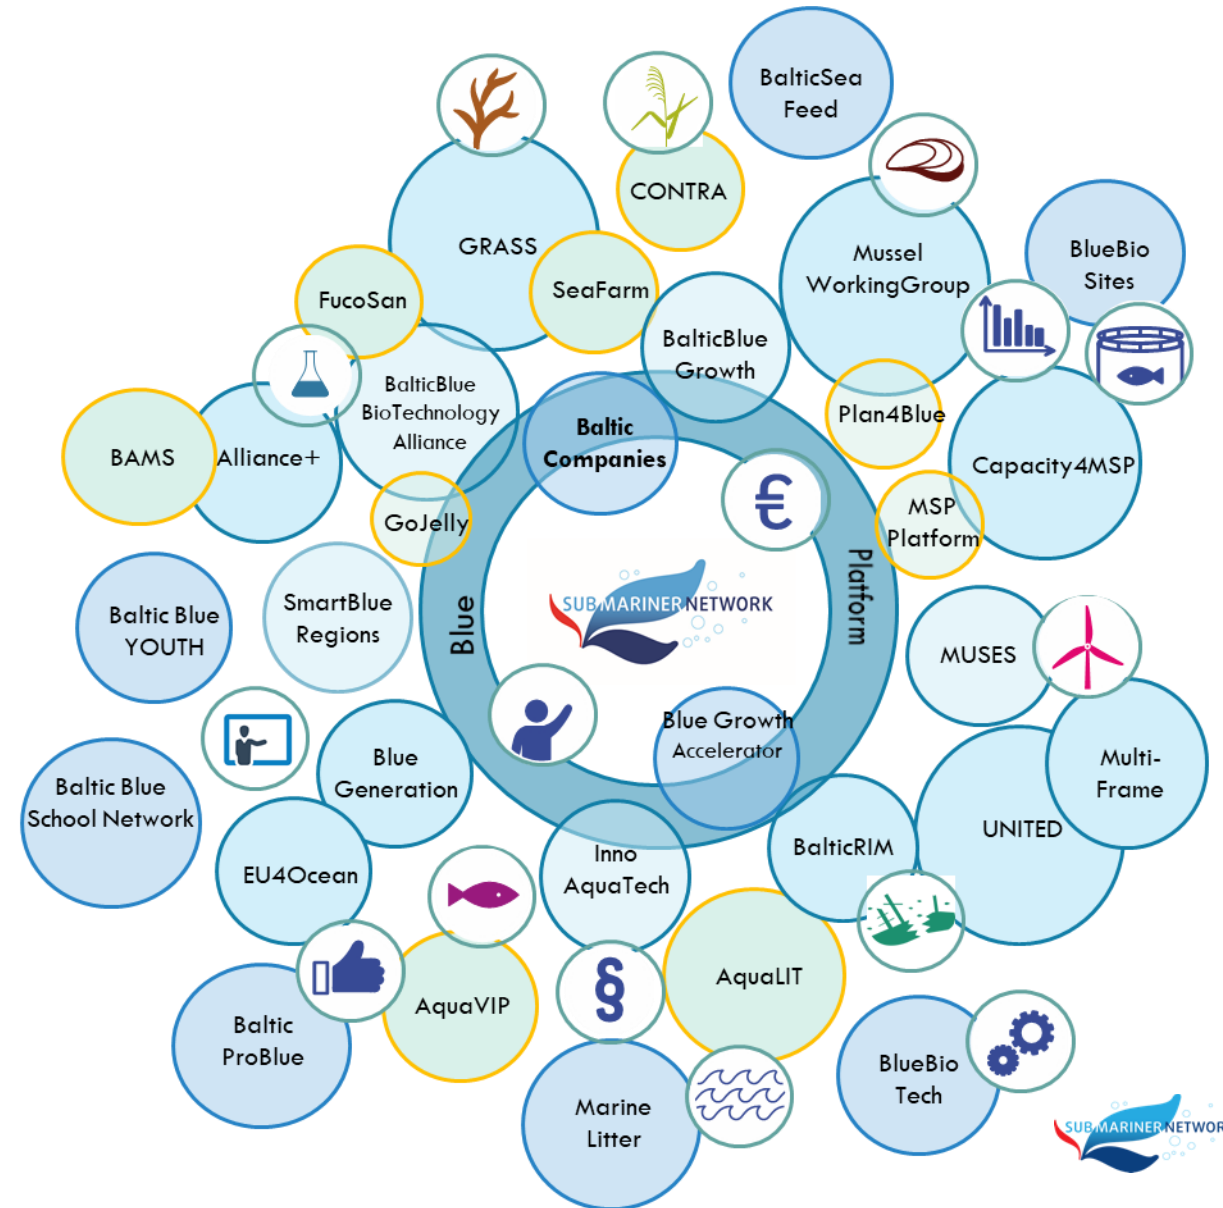 BalticSea
Feed
CONTRA
GRASS
Mussel
WorkingGroup
BlueBio
Sites
FucoSan
SeaFarm
BalticBlue
Growth
BalticBlue
BioTechnology
Alliance
Baltic
Companies
Plan4Blue
BAMS
Alliance+
Capacity4MSP
GoJelly
€
MSP
Platform
Baltic Blue
YOUTH
SmartBlue
Regions
Blue
SUBMARINER NETWORK
Platform
MUSES
Blue Growth
Accelerator
Blue
Generation
Multi-
Frame
Baltic Blue
School Network
UNITED
BalticRIM
Inno
AquaTech
EU4Ocean
AquaLIT
§
AquaVIP
Baltic
ProBlue
BlueBio
Tech
Marine
Litter
SUBMARINER NETWOR